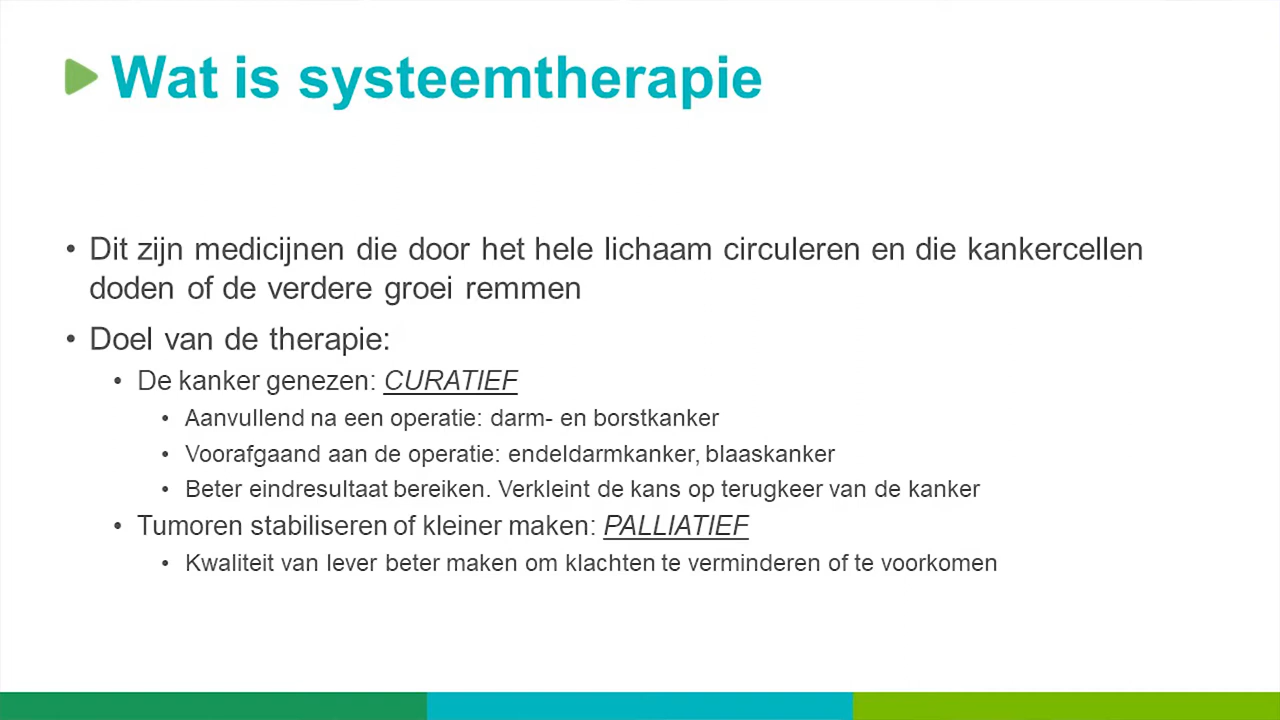 Wat is systeemtherapie
• Dit zijn medicijnen die door het hele lichaam circuleren en die kankercellen
doden of de verdere groei remmen
• Doel van de therapie:
• De kanker genezen: CURATIEF
• Aanvullend na een operatie: darm- en borstkanker
• Voorafgaand aan de operatie: endeldarmkanker, blaaskanker
• Beter eindresultaat bereiken. Verkleint de kans op terugkeer van de kanker
• Tumoren stabiliseren of kleiner maken: PALLIATIEF
• Kwaliteit van lever beter maken om klachten te verminderen of te voorkomen